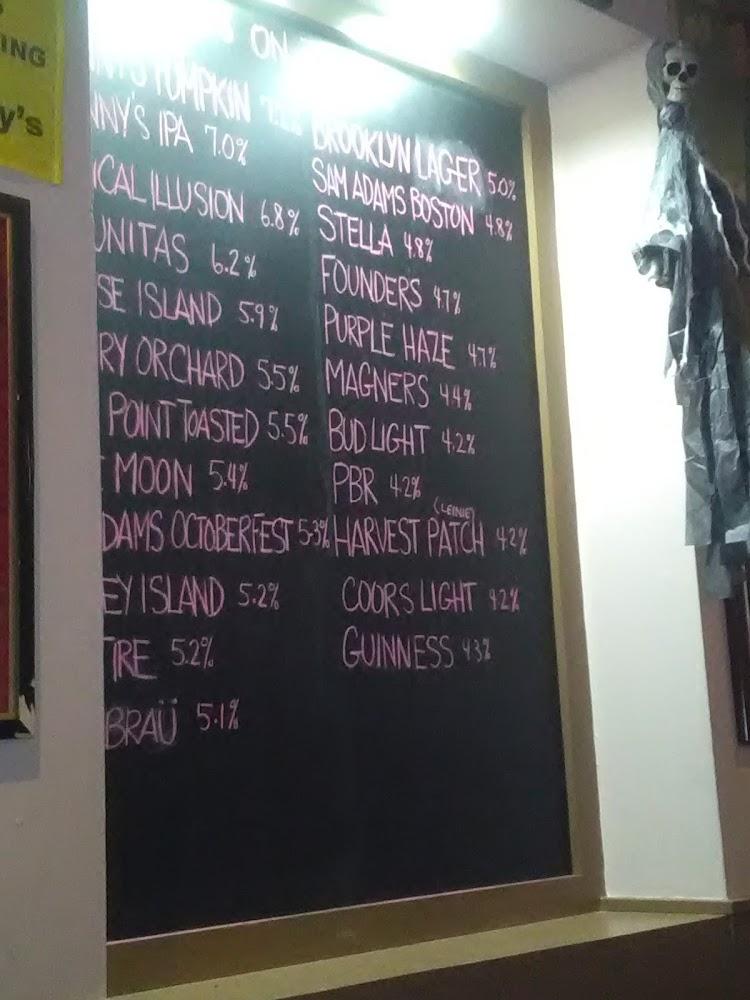 ING
y's
ON
PUMPKIN
NNY'S IPA 7.0%
ICAL ILLUSION 6.8%
UNITAS 6.2%
SE ISLAND 5.9%
RY ORCHARD 5.5%
POINT TOASTED 5.5%
MOON 5.4%
DAMS OCTOBERFEST 5.3%
EY ISLAND 5.2%
TIRE 5.2%
BRAÜ 5.1%
BROOKLYN LAGER 5.0%
SAM ADAMS BOSTON 4.8%
STELLA 4.8%
FOUNDERS 4.7%
PURPLE HAZE 4.7%
MAGNERS 4.4%
BUD LIGHT 4.2%
PBR 4.2%
(LEINIE)
HARVEST PATCH 4.2%
COORS LIGHT 4.2%
GUINNESS 4.3%